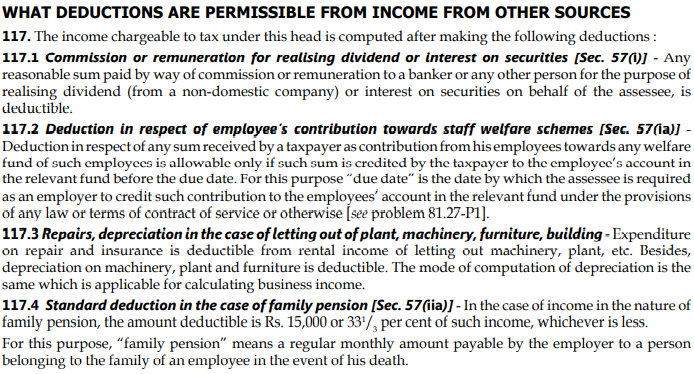 WHAT DEDUCTIONS ARE PERMISSIBLE FROM INCOME FROM OTHER SOURCES
117. The income chargeable to tax under this head is computed after making the following deductions :
117.1 Commission or remuneration for realising dividend or interest on securities [Sec. 57(i)] - Any
reasonable sum paid by way of commission or remuneration to a banker or any other person for the purpose of
realising dividend (from a non-domestic company) or interest on securities on behalf of the assessee, is
deductible.
117.2 Deduction in respect of employee's contribution towards staff welfare schemes [Sec. 57(ia)] -
Deduction in respect of any sum received by a taxpayer as contribution from his employees towards any welfare
fund of such employees is allowable only if such sum is credited by the taxpayer to the employee's account in
the relevant fund before the due date. For this purpose "due date" is the date by which the assessee is required
as an employer to credit such contribution to the employees' account in the relevant fund under the provisions
of any law or terms of contract of service or otherwise [see problem 81.27-P1].
117.3 Repairs, depreciation in the case of letting out of plant, machinery, furniture, building - Expenditure
on repair and insurance is deductible from rental income of letting out machinery, plant, etc. Besides,
depreciation on machinery, plant and furniture is deductible. The mode of computation of depreciation is the
same which is applicable for calculating business income.
117.4 Standard deduction in the case of family pension [Sec. 57(iia)] - In the case of income in the nature of
family pension, the amount deductible is Rs. 15,000 or 33¹/₃ per cent of such income, whichever is less.
For this purpose, "family pension" means a regular monthly amount payable by the employer to a person
belonging to the family of an employee in the event of his death.